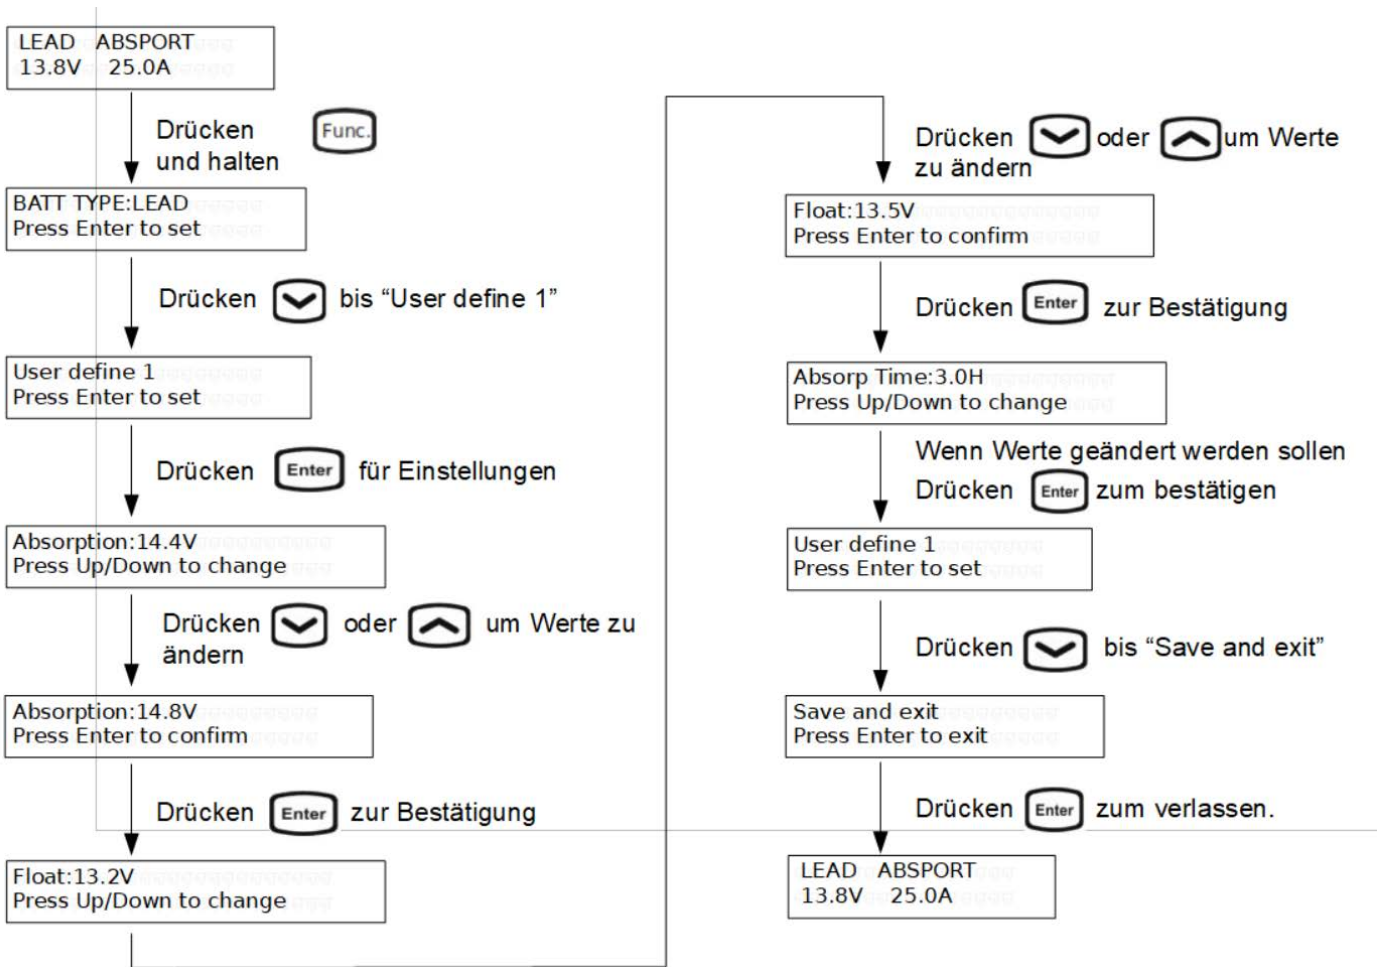 LEAD ABSPORT
13.8V 25.0A
Drücken Func.
und halten
BATT TYPE:LEAD
Press Enter to set
Drücken bis “User define 1”
User define 1
Press Enter to set
Drücken Enter für Einstellungen
Absorption:14.4V
Press Up/Down to change
Drücken oder um Werte zu
ändern
Absorption:14.8V
Press Enter to confirm
Drücken Enter zur Bestätigung
Float:13.2V
Press Up/Down to change
Drücken oder um Werte
zu ändern
Float:13.5V
Press Enter to confirm
Drücken Enter zur Bestätigung
Absorp Time:3.0H
Press Up/Down to change
Wenn Werte geändert werden sollen
Drücken Enter zum bestätigen
User define 1
Press Enter to set
Drücken bis “Save and exit”
Save and exit
Press Enter to exit
Drücken Enter zum verlassen.
LEAD ABSPORT
13.8V 25.0A